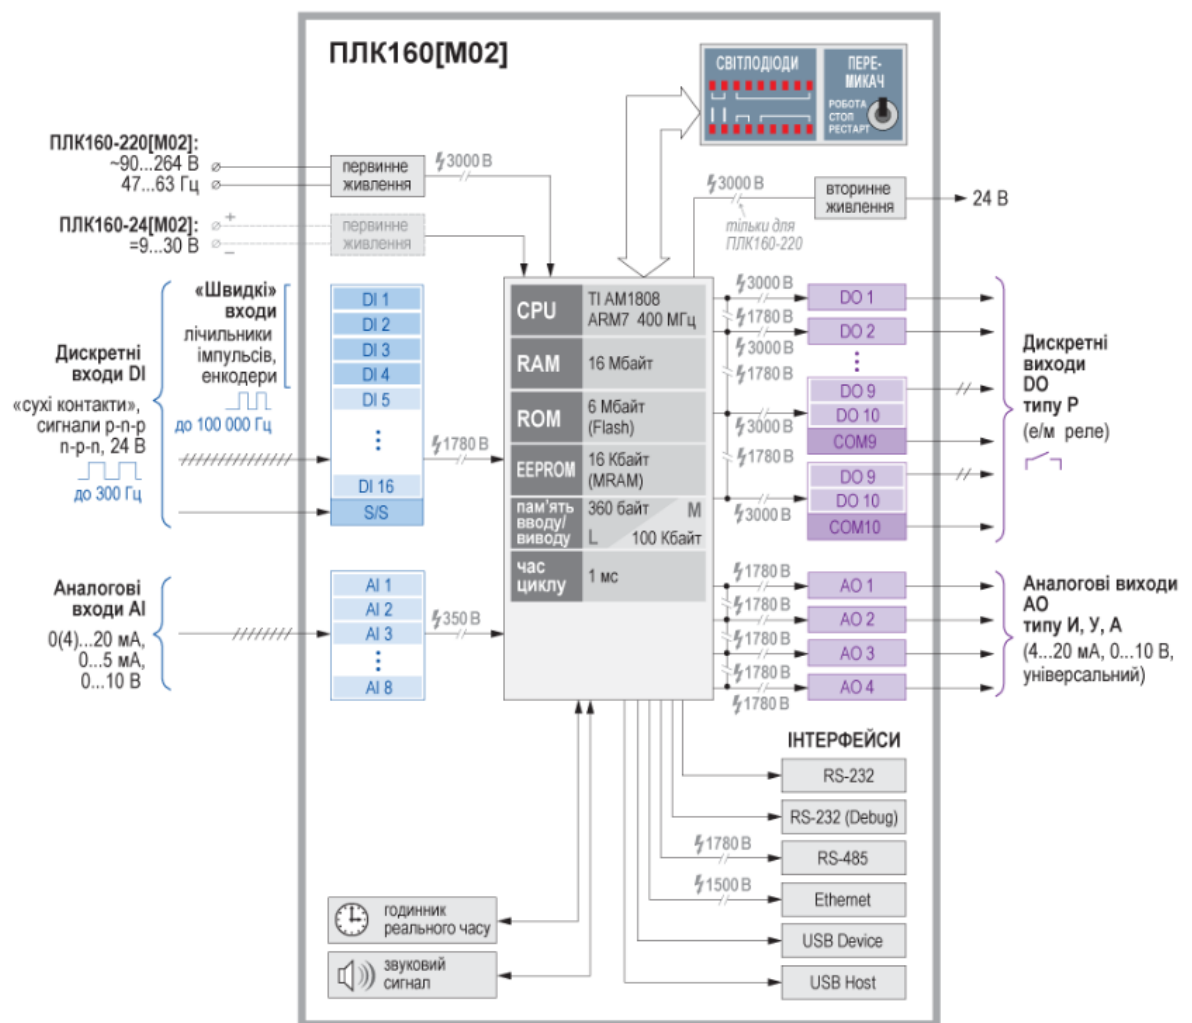 ПЛК160[М02]
СВІТЛОДІОДИ
ПЕРЕ-
МИКАЧ
РОБОТА
СТОП
РЕСТАРТ
ПЛК160-220[М02]:
~90...264 В
47...63 Гц
первинне
живлення
3000 В
3000 В
тільки для
ПЛК160-220
вторинне
живлення
24 В
ПЛК160-24[М02]:
=9...30 В
+
–
первинне
живлення
«Швидкі»
входи
лічильники
імпульсів,
енкодери
до 100 000 Гц
Дискретні
входи DI
«сухі контакти»,
сигнали p-n-p
n-p-n, 24 В
до 300 Гц
DI 1
DI 2
DI 3
DI 4
DI 5
DI 16
S/S
1780 В
CPU
TI AM1808
ARM7 400 МГц
RAM
16 Мбайт
ROM
6 Мбайт
(Flash)
EEPROM
16 Кбайт
(MRAM)
пам'ять
вводу/
виводу
360 байт
M
L
100 Кбайт
час
циклу
1 мс
3000 В
1780 В
3000 В
1780 В
3000 В
1780 В
3000 В
DO 1
DO 2
DO 9
DO 10
COM9
DO 9
DO 10
COM10
Дискретні
виходи
DO
типу Р
(е/м реле)
Аналогові
входи AI
0(4)...20 мА,
0...5 мА,
0...10 В
AI 1
AI 2
AI 3
AI 8
350 В
1780 В
1780 В
1780 В
1780 В
1780 В
AO 1
AO 2
AO 3
AO 4
Аналогові виходи
АО
типу И, У, А
(4...20 мА, 0...10 В,
універсальний)
ІНТЕРФЕЙСИ
RS-232
RS-232 (Debug)
1780 В
RS-485
1500 В
Ethernet
USB Device
USB Host
годинник
реального часу
звуковий
сигнал